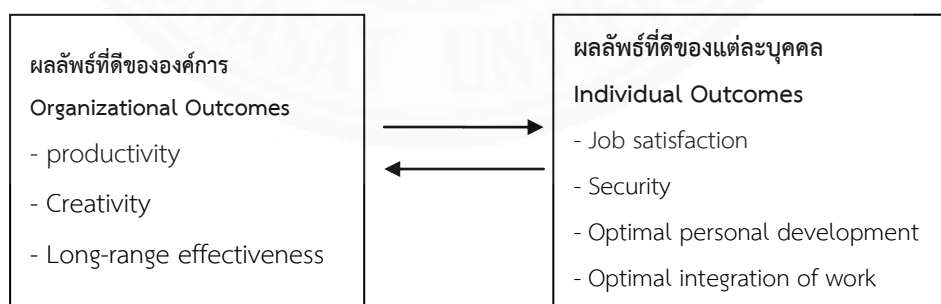 ผลลัพธ์ที่ดีขององค์การ
Organizational Outcomes
- productivity
- Creativity
- Long-range effectiveness
ผลลัพธ์ที่ดีของแต่ละบุคคล
Individual Outcomes
- Job satisfaction
- Security
- Optimal personal development
- Optimal integration of work